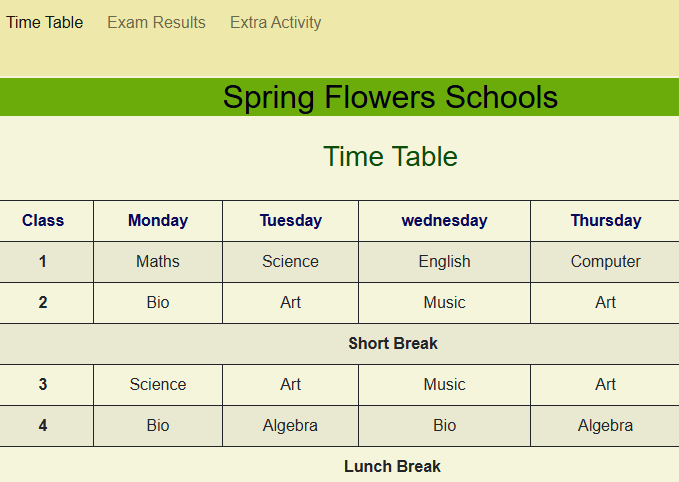 Time Table Exam Results Extra Activity
Spring Flowers Schools
Time Table
Class Monday Tuesday wednesday Thursday
1 Maths Science English Computer
2 Bio Art Music Art
Short Break
3 Science Art Music Art
4 Bio Algebra Bio Algebra
Lunch Break